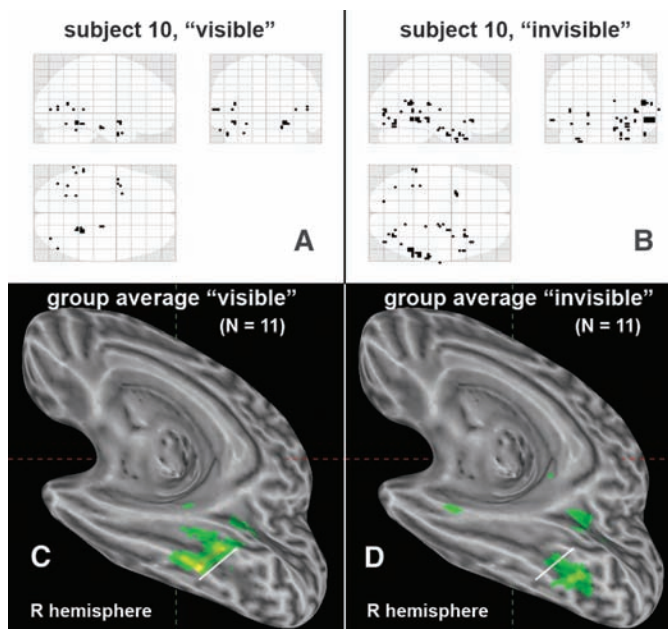 subject 10, “visible”
A
subject 10, “invisible”
B
group average “visible”
(N = 11)
C
R hemisphere
group average “invisible”
(N = 11)
D
R hemisphere